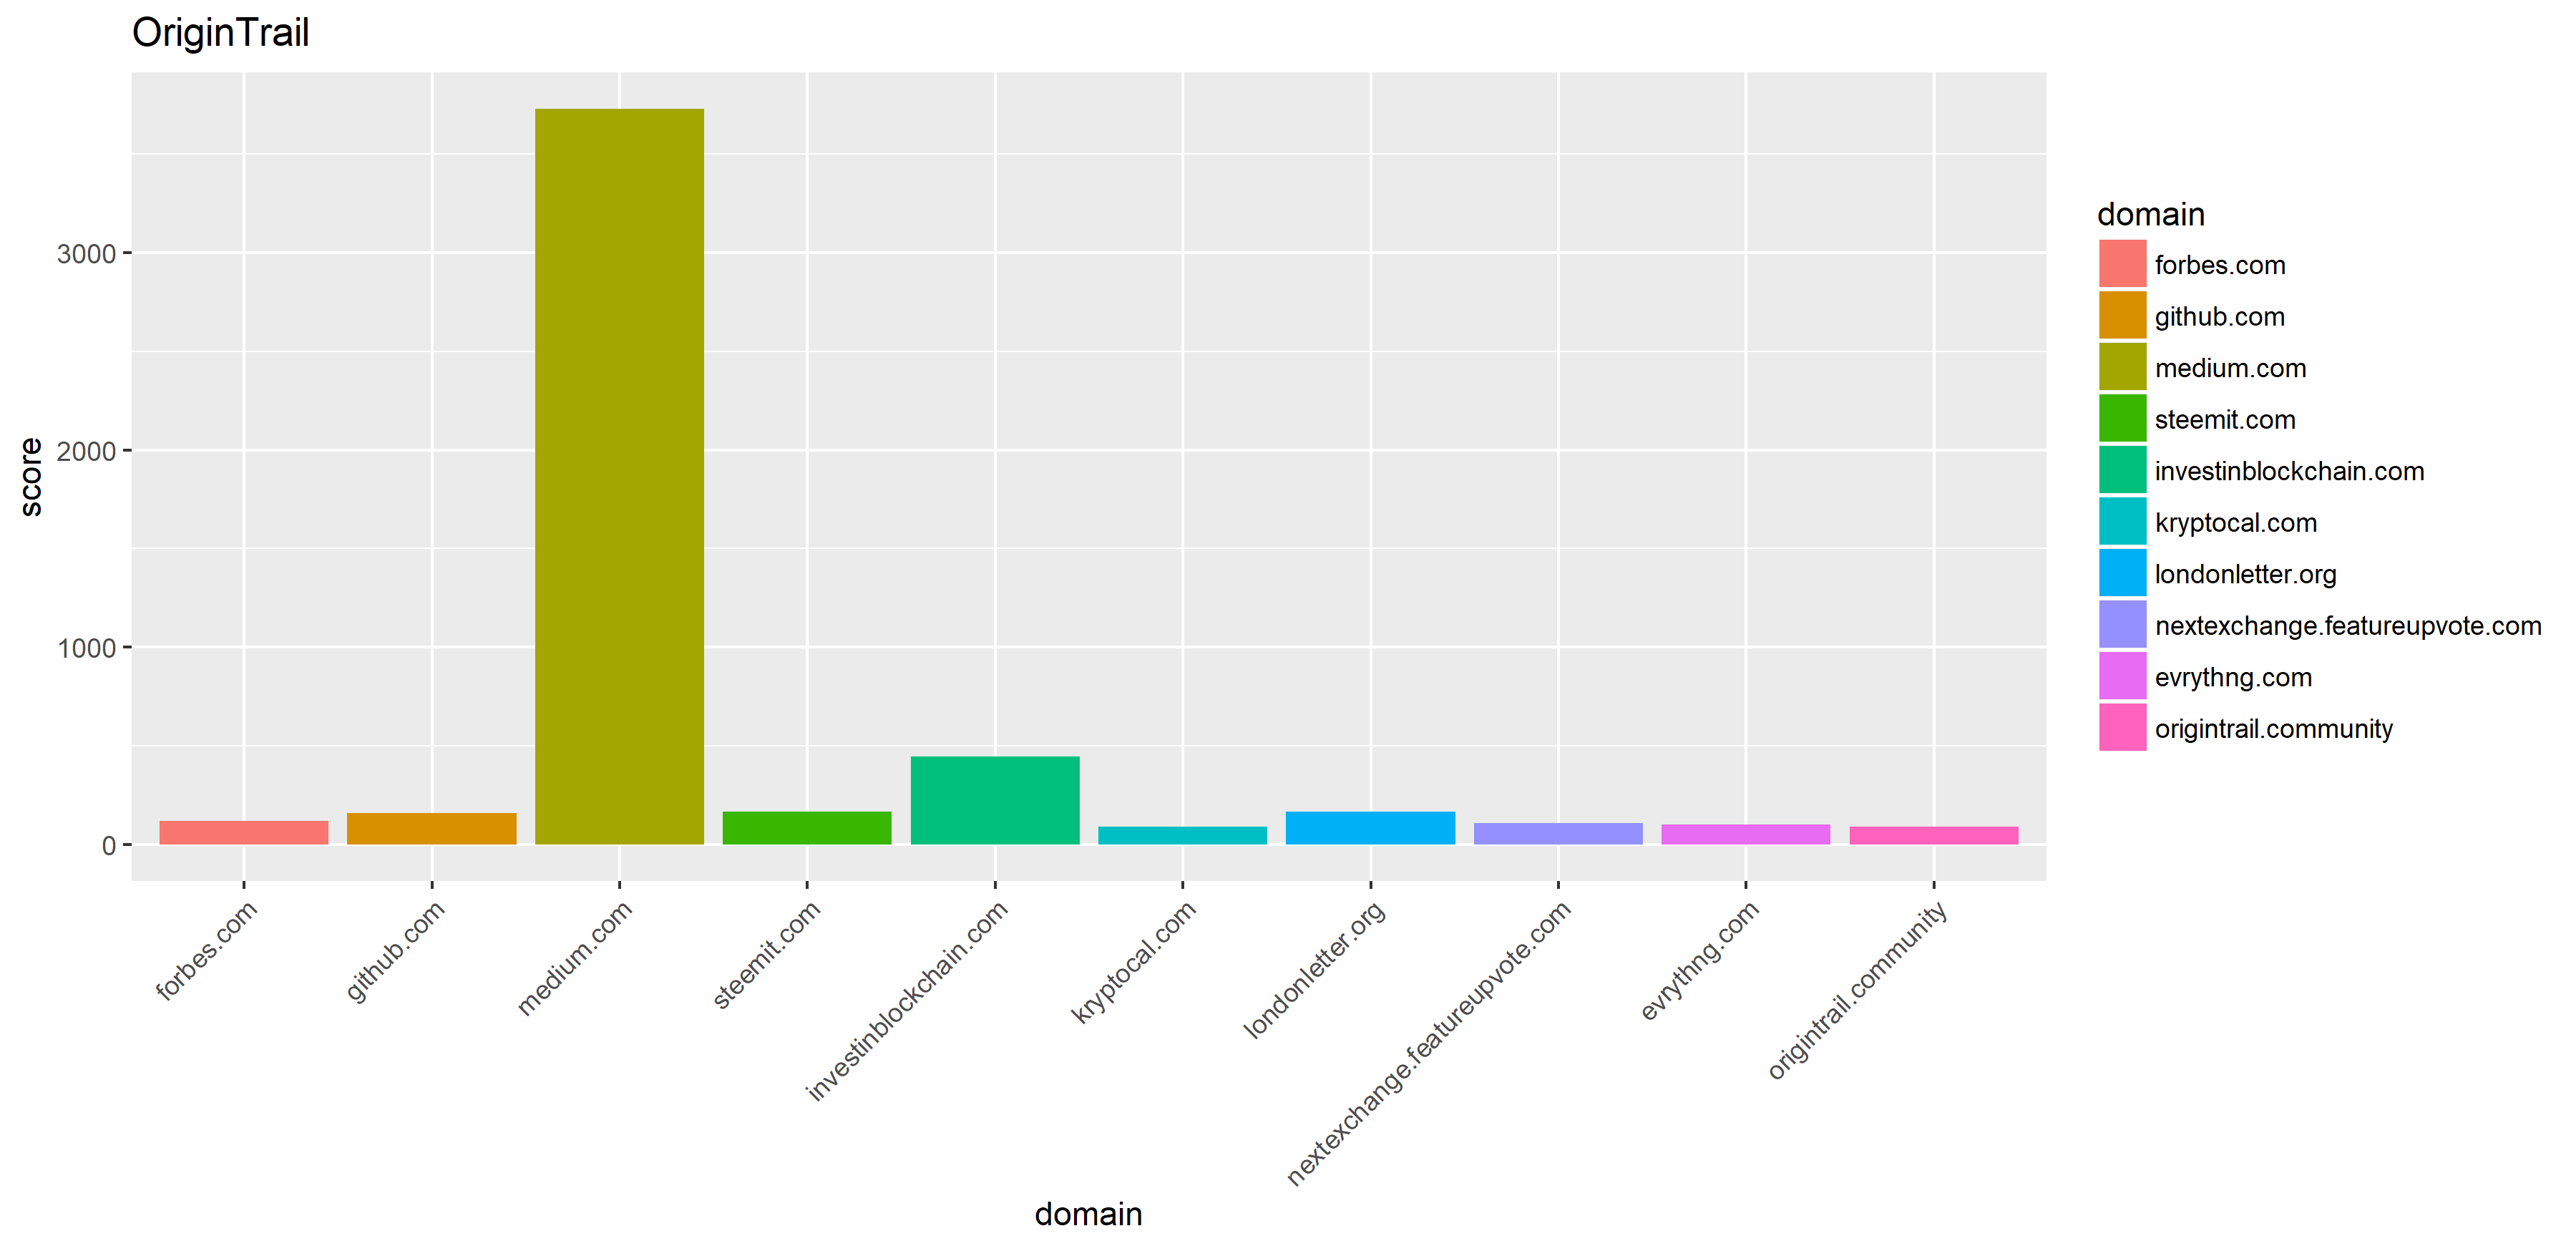 OriginTrail
score
3000
2000
1000
0
forbes.com
github.com
medium.com
steemit.com
investinblockchain.com
kryptocal.com
londonletter.org
nextexchange.featureupvote.com
evrythng.com
origintrail.community
domain
domain
forbes.com
github.com
medium.com
steemit.com
investinblockchain.com
kryptocal.com
londonletter.org
nextexchange.featureupvote.com
evrythng.com
origintrail.community